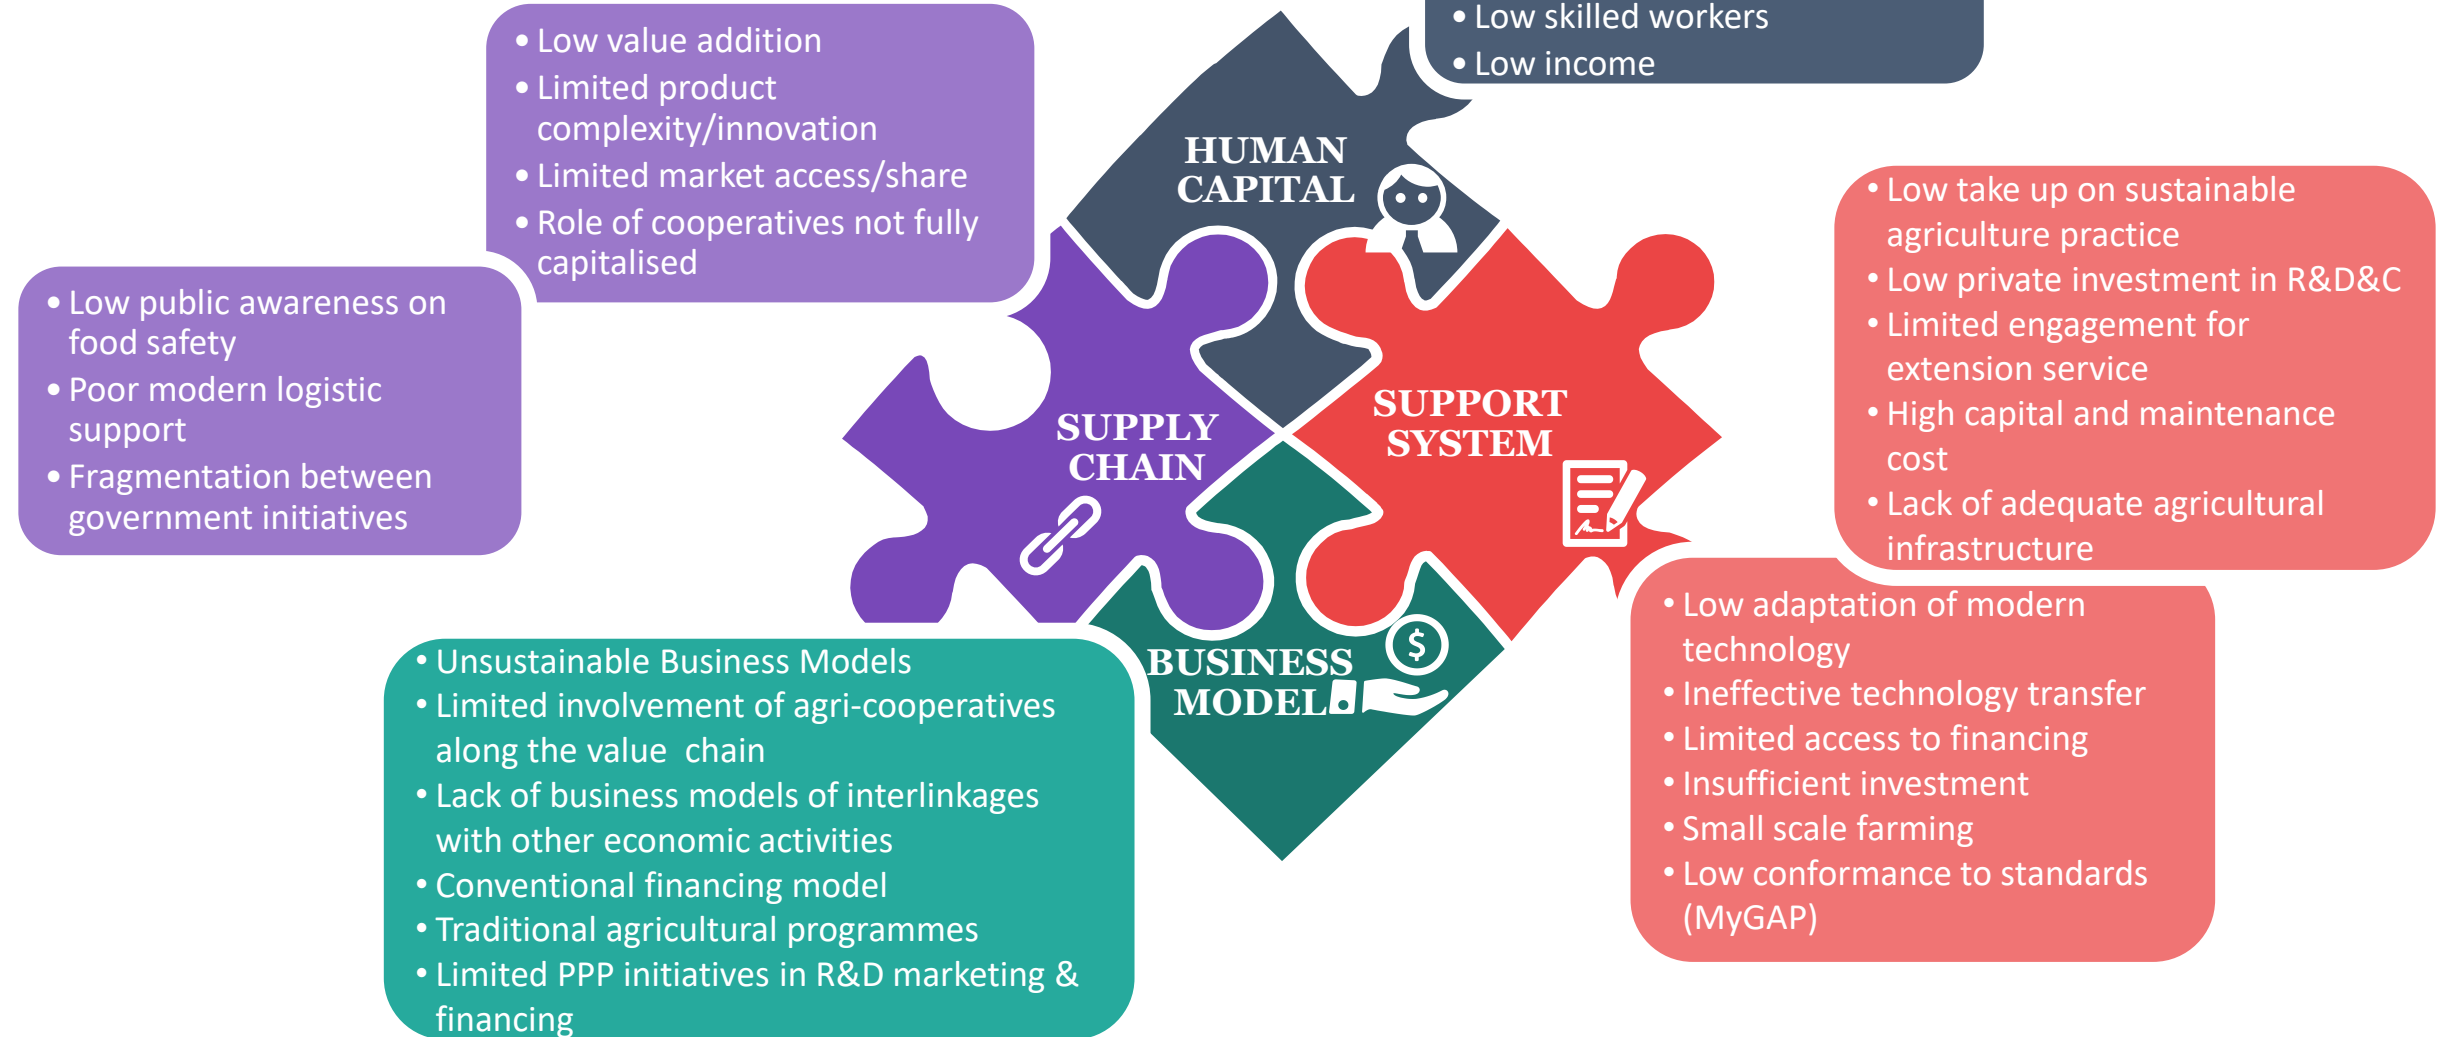 • Low skilled workers
• Low income
• Low value addition
• Limited product
complexity/innovation
• Limited market access/share
• Role of cooperatives not fully
capitalised
HUMAN
CAPITAL
• Low take up on sustainable
agriculture practice
• Low private investment in R&D&C
• Limited engagement for
extension service
• High capital and maintenance
cost
• Lack of adequate agricultural
infrastructure
• Low public awareness on
food safety
• Poor modern logistic
support
• Fragmentation between
government initiatives
SUPPLY
CHAIN
SUPPORT
SYSTEM
• Low adaptation of modern
technology
• Ineffective technology transfer
• Limited access to financing
• Insufficient investment
• Small scale farming
• Low conformance to standards
(MyGAP)
BUSINESS
MODEL
$
• Unsustainable Business Models
• Limited involvement of agri-cooperatives
along the value  chain
• Lack of business models of interlinkages
with other economic activities
• Conventional financing model
• Traditional agricultural programmes
• Limited PPP initiatives in R&D marketing &
financing